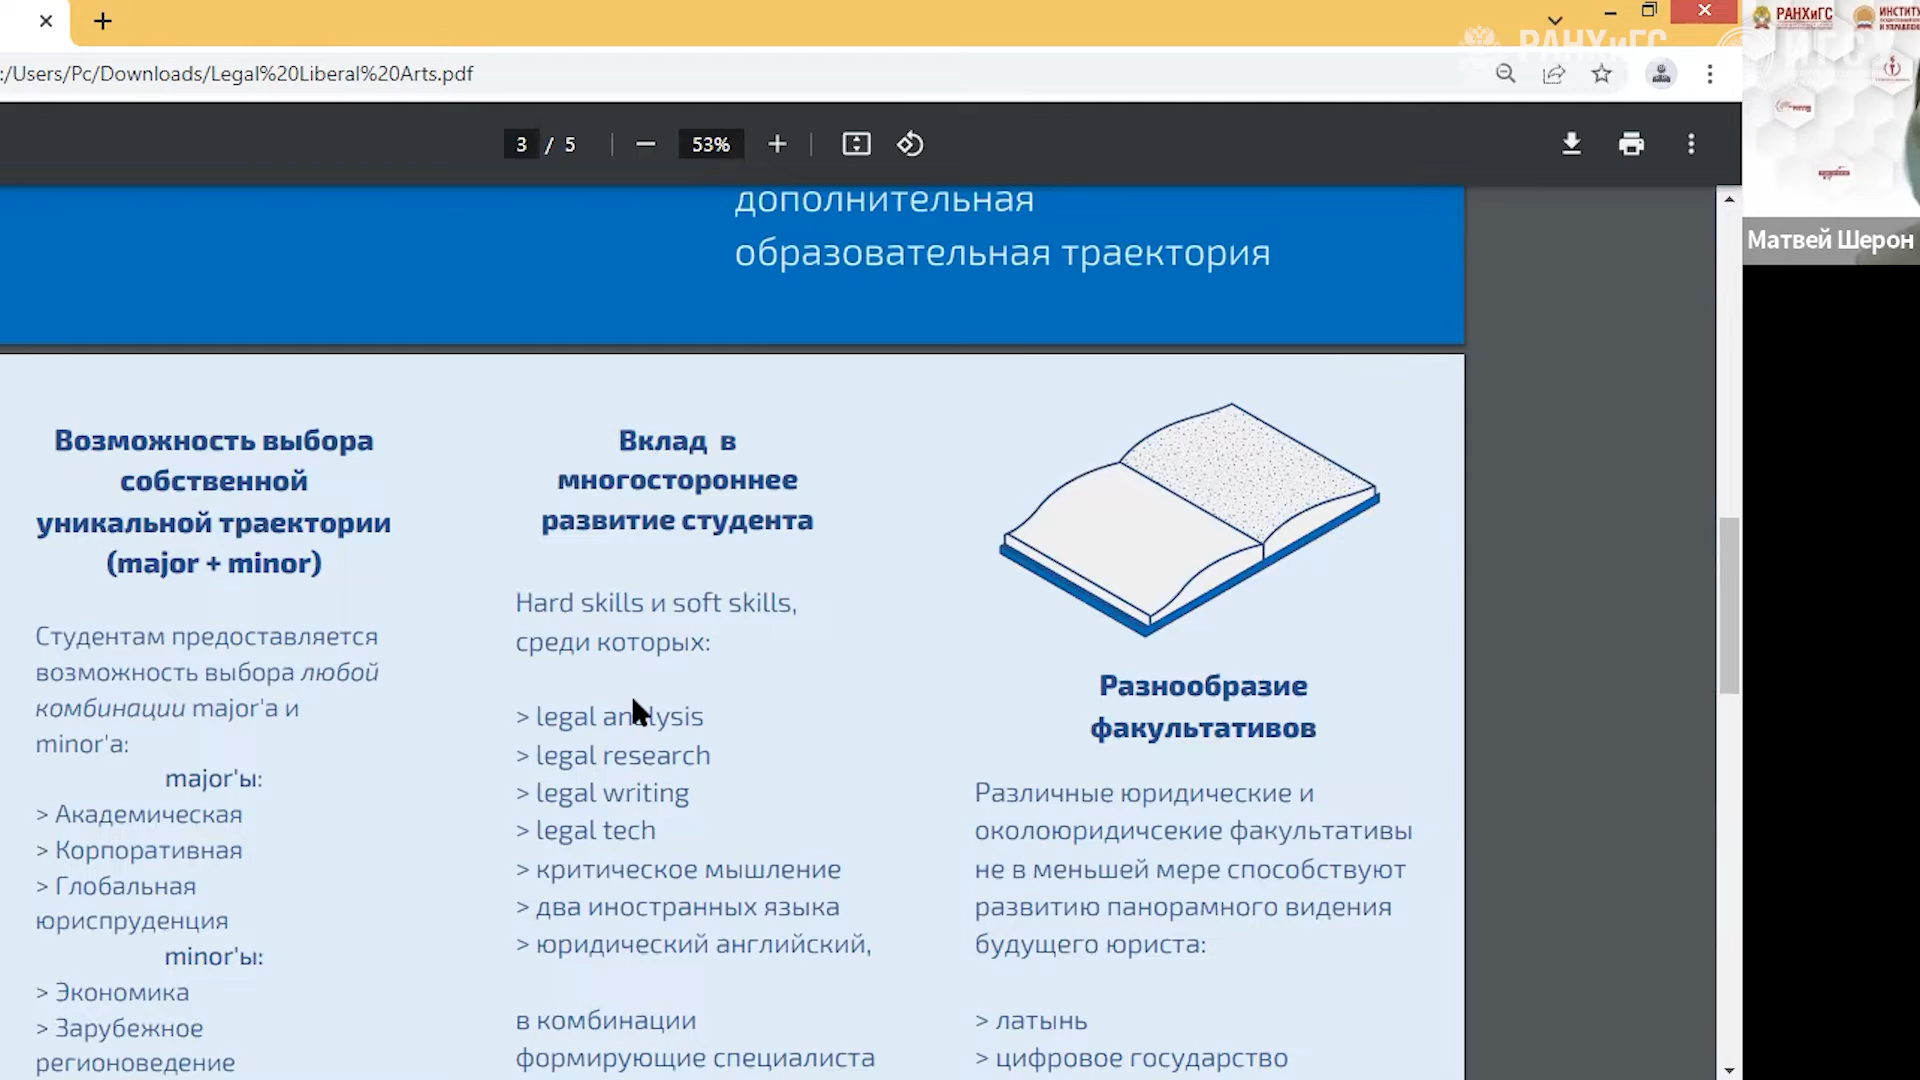 :/Users/Pc/Downloads/Legal%20Liberal%20Arts.pdf
РАНХиГС
3 / 5
53%
РАНХиГС
Матвей Шерон
дополнительная
образовательная траектория
Возможность выбора
собственной
уникальной траектории
(major + minor)
Студентам предоставляется
возможность выбора любой
комбинации major'а и
minor'а:
major'ы:
> Академическая
> Корпоративная
> Глобальная
юриспруденция
minor'ы:
> Экономика
> Зарубежное
регионоведение
Вклад в
многостороннее
развитие студента
Hard skills и soft skills,
среди которых:
> legal analysis
> legal research
> legal writing
> legal tech
> критическое мышление
> два иностранных языка
> юридический английский,
в комбинации
формирующие специалиста
Разнообразие
факультативов
Различные юридические и
околоюридичсекие факультативы
не в меньшей мере способствуют
развитию панорамного видения
будущего юриста:
> латынь
> цифровое государство